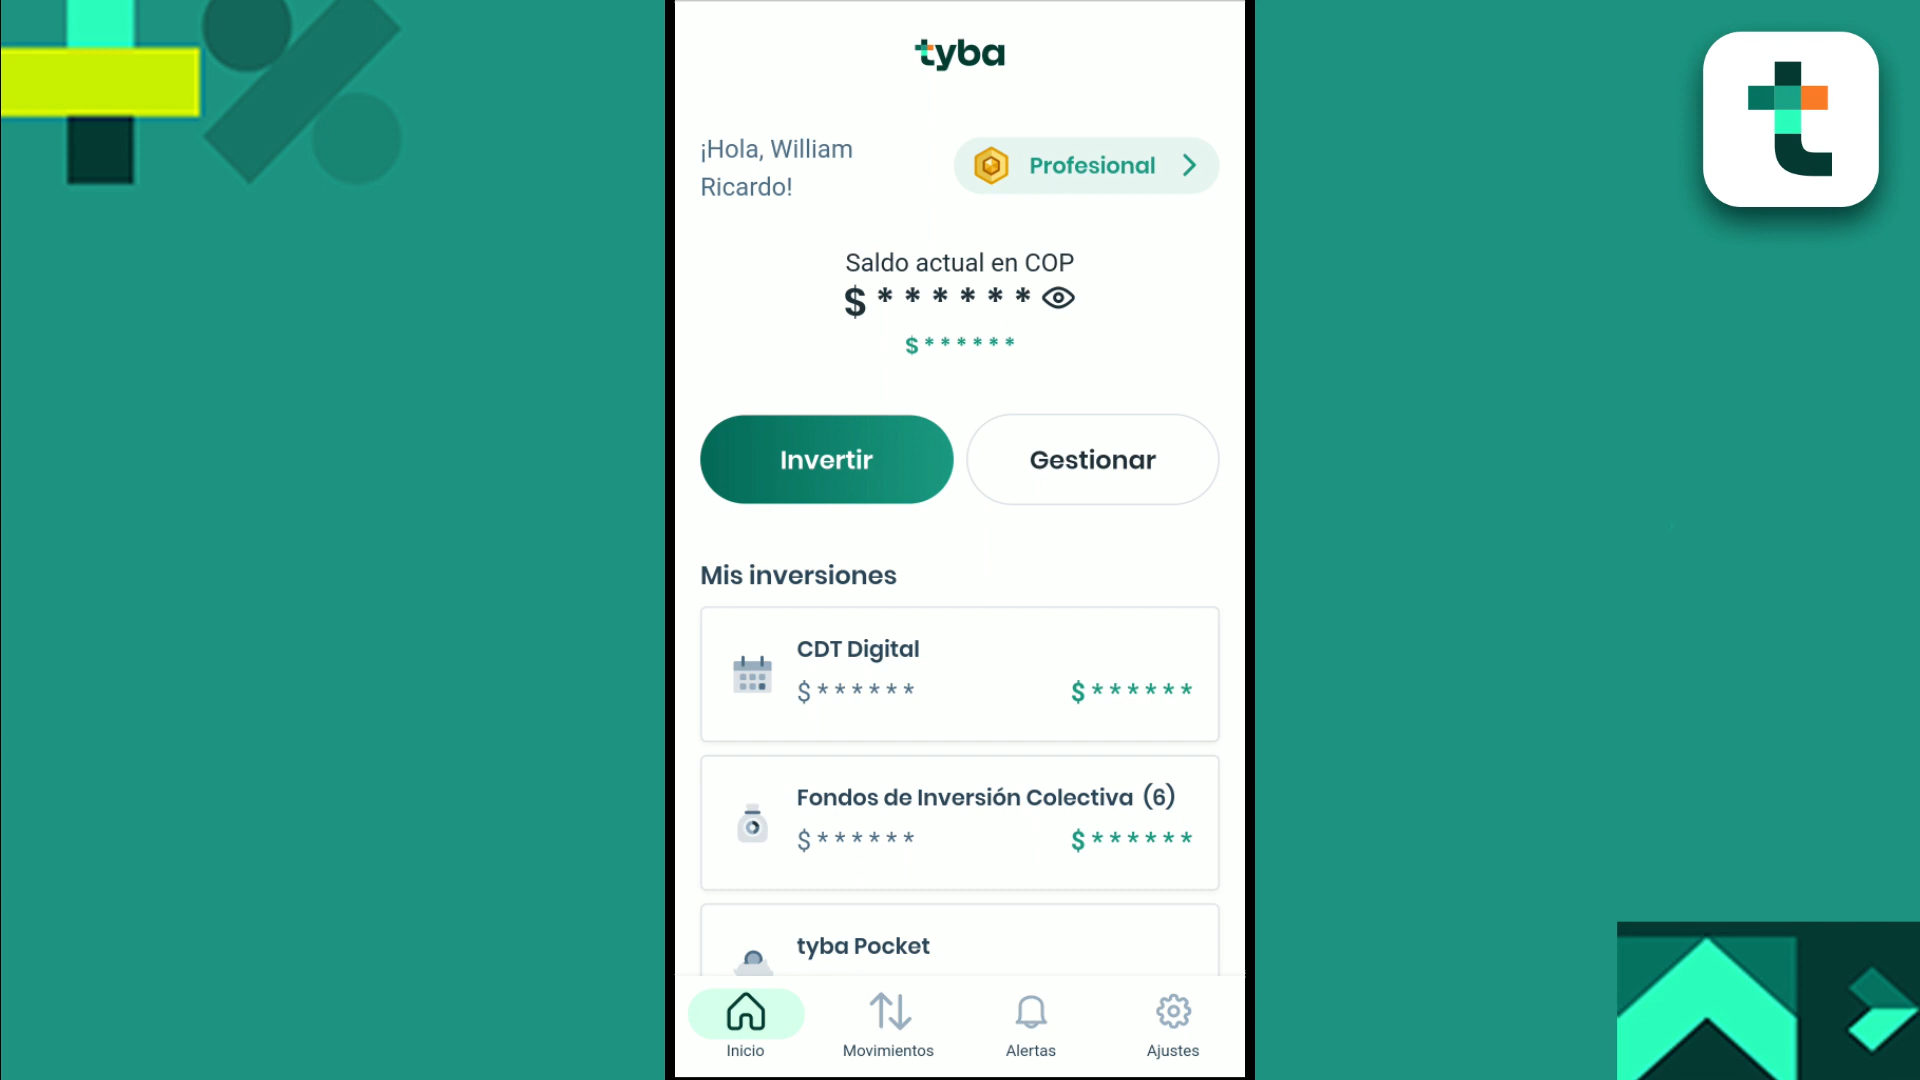 tyba
¡Hola, William
Ricardo!
Profesional
Saldo actual en COP
$ * * * * * *
$ * * * * * *
Invertir
Gestionar
Mis inversiones
CDT Digital
$ * * * * * *
$ * * * * * *
Fondos de Inversión Colectiva (6)
$ * * * * * *
$ * * * * * *
tyba Pocket
Inicio
Movimientos
Alertas
Ajustes
t